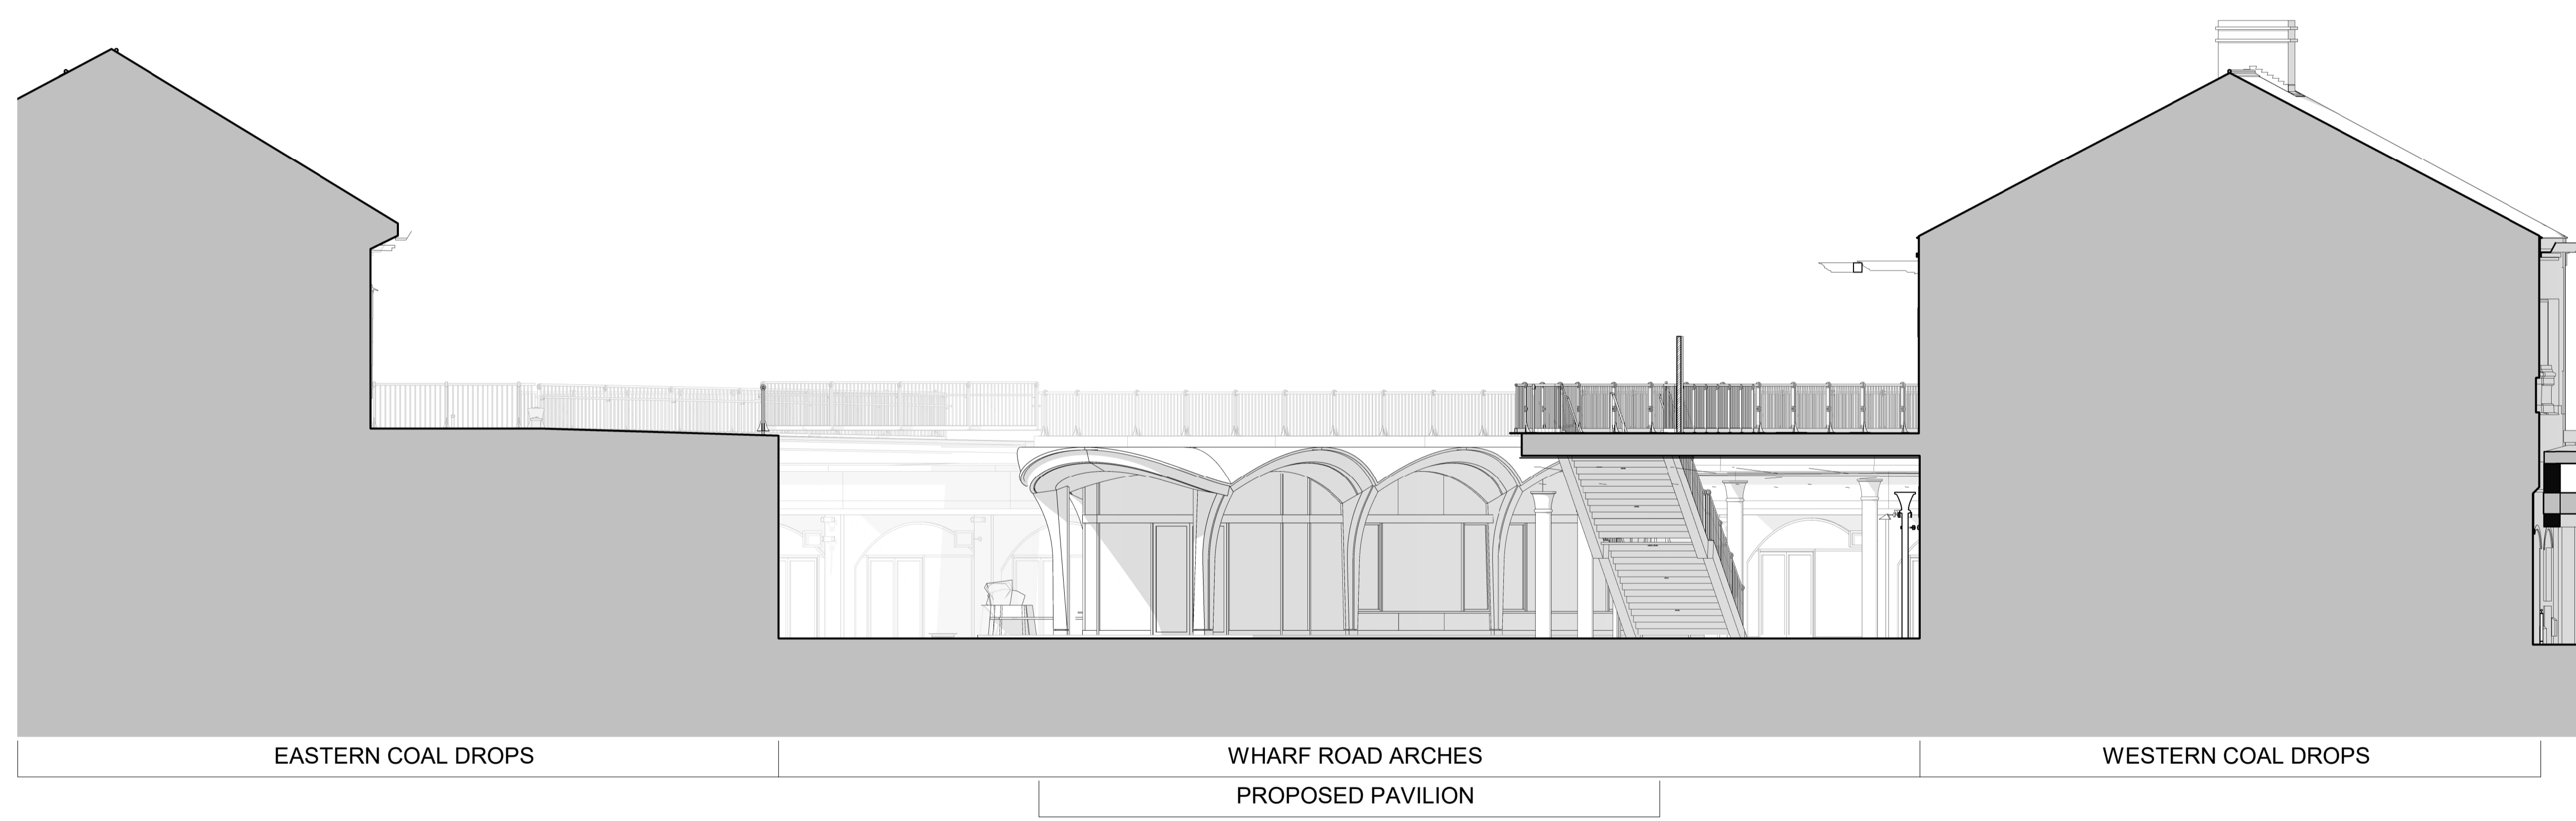 EASTERN COAL DROPS
WHARF ROAD ARCHES
WESTERN COAL DROPS
PROPOSED PAVILION